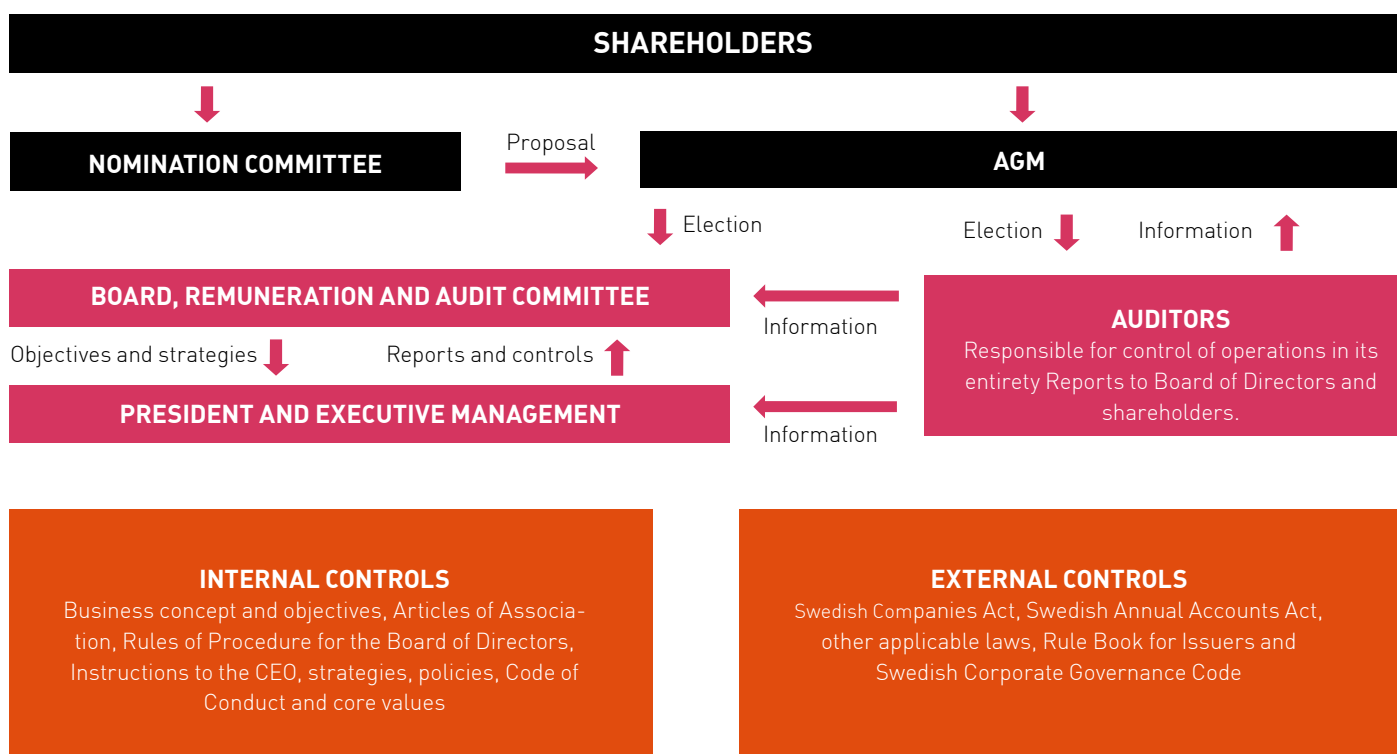 SHAREHOLDERS
Proposal
NOMINATION COMMITTEE
AGM
Election
Election
Information
BOARD, REMUNERATION AND AUDIT COMMITTEE
Information
AUDITORS
Responsible for control of operations in its
entirety Reports to Board of Directors and
shareholders.
Objectives and strategies
Reports and controls
PRESIDENT AND EXECUTIVE MANAGEMENT
Information
INTERNAL CONTROLS
Business concept and objectives, Articles of Associa-
tion, Rules of Procedure for the Board of Directors,
Instructions to the CEO, strategies, policies, Code of
Conduct and core values
EXTERNAL CONTROLS
Swedish Companies Act, Swedish Annual Accounts Act,
other applicable laws, Rule Book for Issuers and
Swedish Corporate Governance Code